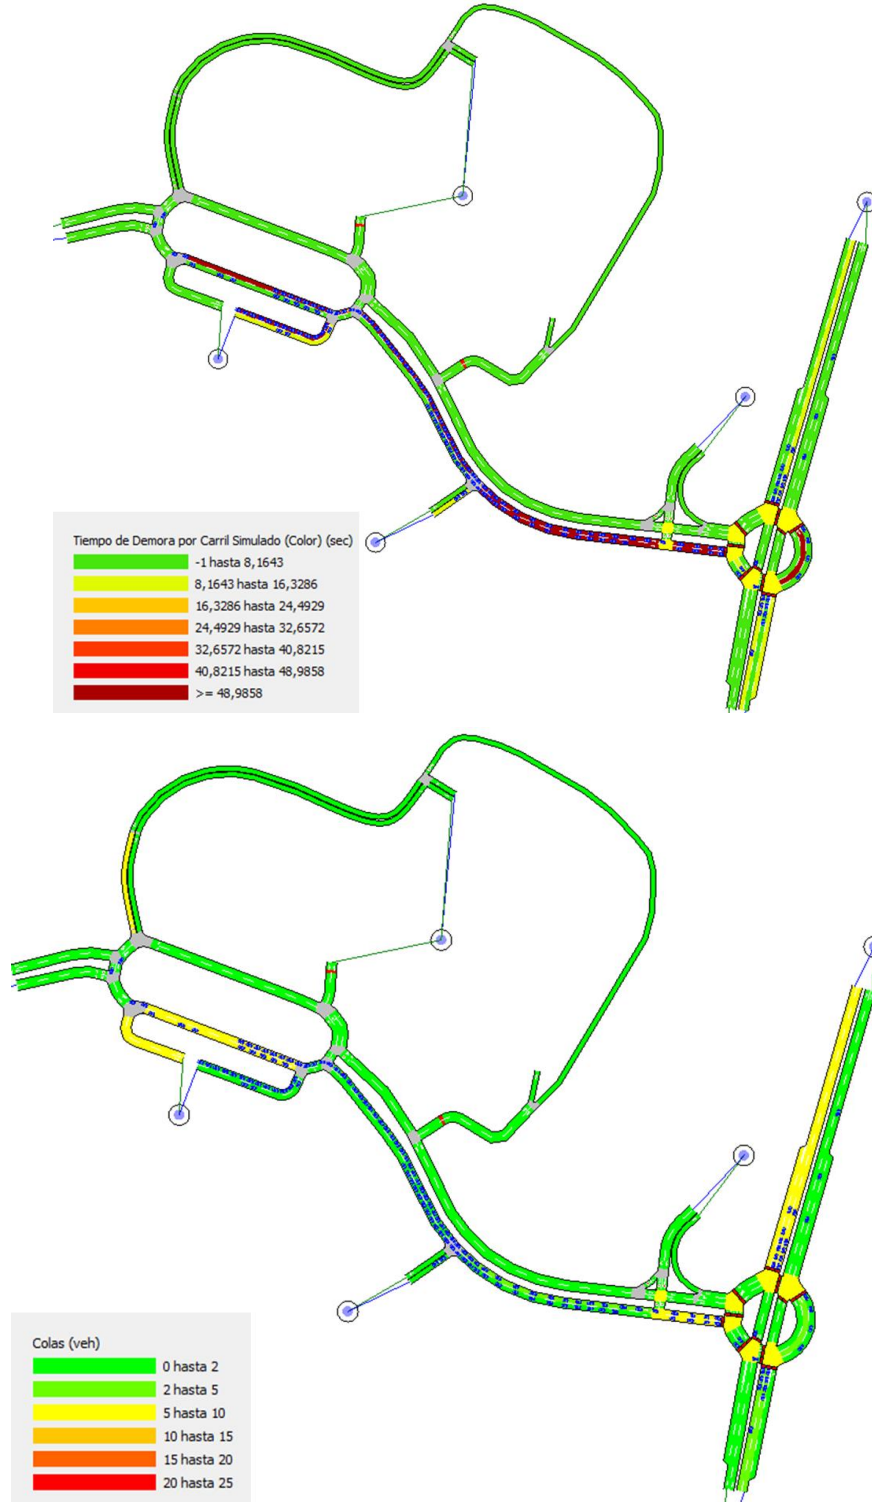 Tiempo de Demora por Carril Simulado (Color) (sec)
-1 hasta 8,1643
8,1643 hasta 16,3286
16,3286 hasta 24,4929
24,4929 hasta 32,6572
32,6572 hasta 40,8215
40,8215 hasta 48,9858
>= 48,9858
Colas (veh)
0 hasta 2
2 hasta 5
5 hasta 10
10 hasta 15
15 hasta 20
20 hasta 25